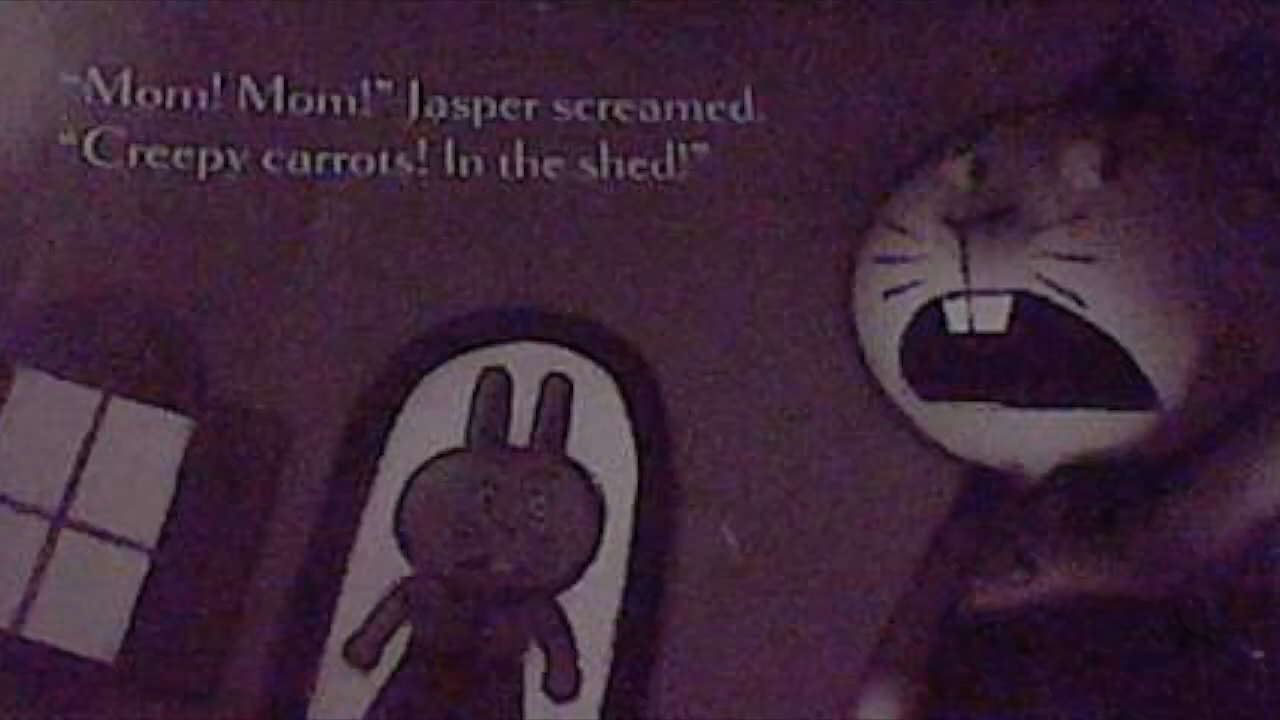 “Mom! Mom!” Jasper screamed.
“Creepy carrots! In the shed!”